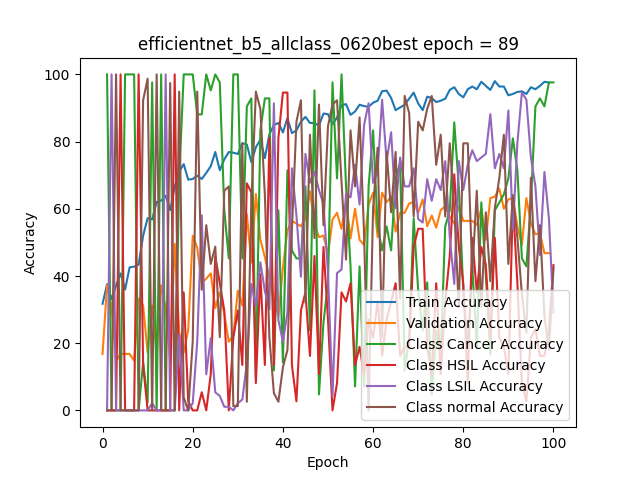 efficientnet_b5_allclass_0620best epoch = 89
100
80
60
40
20
0
Accuracy
Train Accuracy
Validation Accuracy
Class Cancer Accuracy
Class HSIL Accuracy
Class LSIL Accuracy
Class normal Accuracy
0 20 40 60 80 100
Epoch